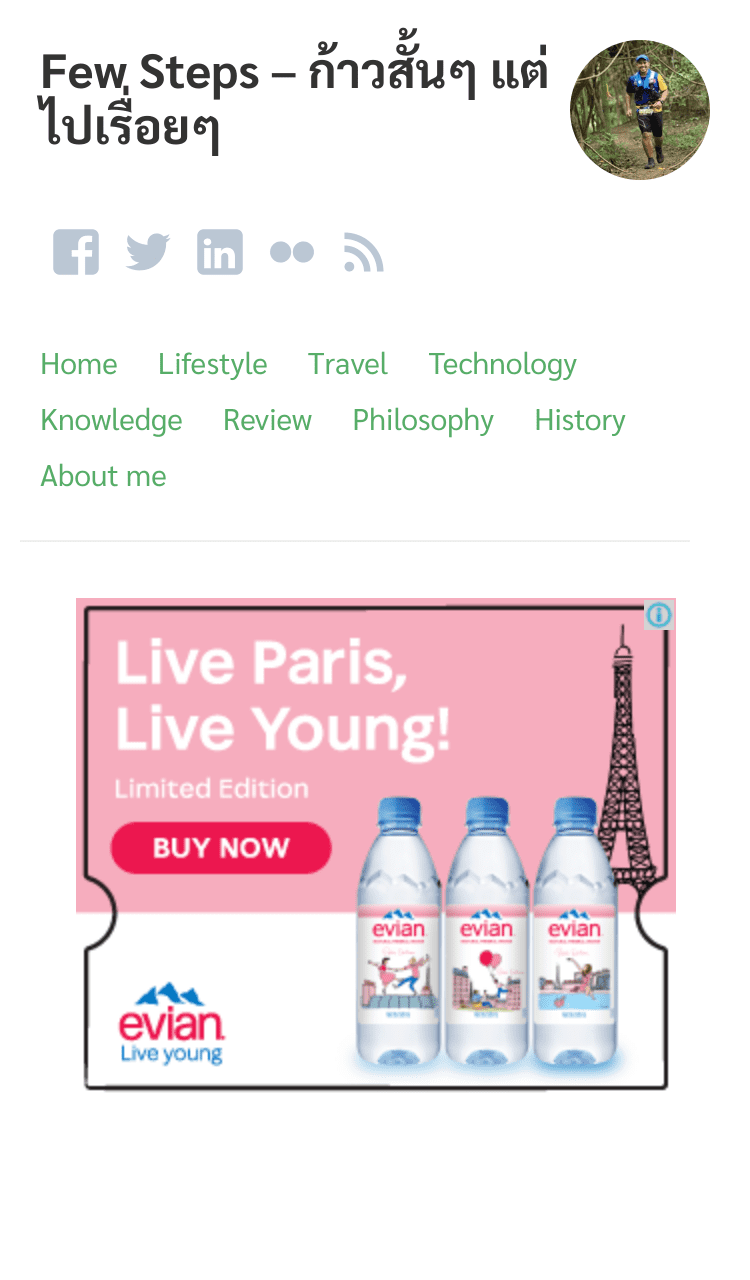 Few Steps – ก้าวสั้นๆ แต่
ไปเรื่อยๆ
Home Lifestyle Travel Technology
Knowledge Review Philosophy History
About me
Live Paris,
Live Young!
Limited Edition
BUY NOW
evian evian evian
evian
Live young